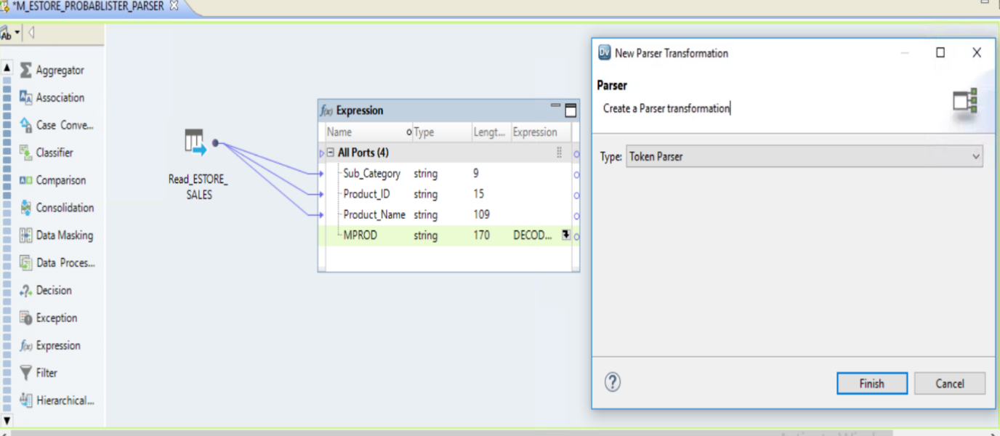 *M_ESTORE_PROBABLISTER_PARSER
Ab
Aggregator
Association
Case Conve...
Classifier
Comparison
Consolidation
Data Masking
Data Proces...
Decision
Exception
f(x) Expression
Filter
Hierarchical...
Read_ESTORE_
SALES
f(x) Expression
Name Type Lengt... Expression
All Ports (4)
Sub_Category string 9
Product_ID string 15
Product_Name string 109
MPROD string 170 DECOD...
Dv New Parser Transformation
Parser
Create a Parser transformation
Type: Token Parser
? Finish Cancel